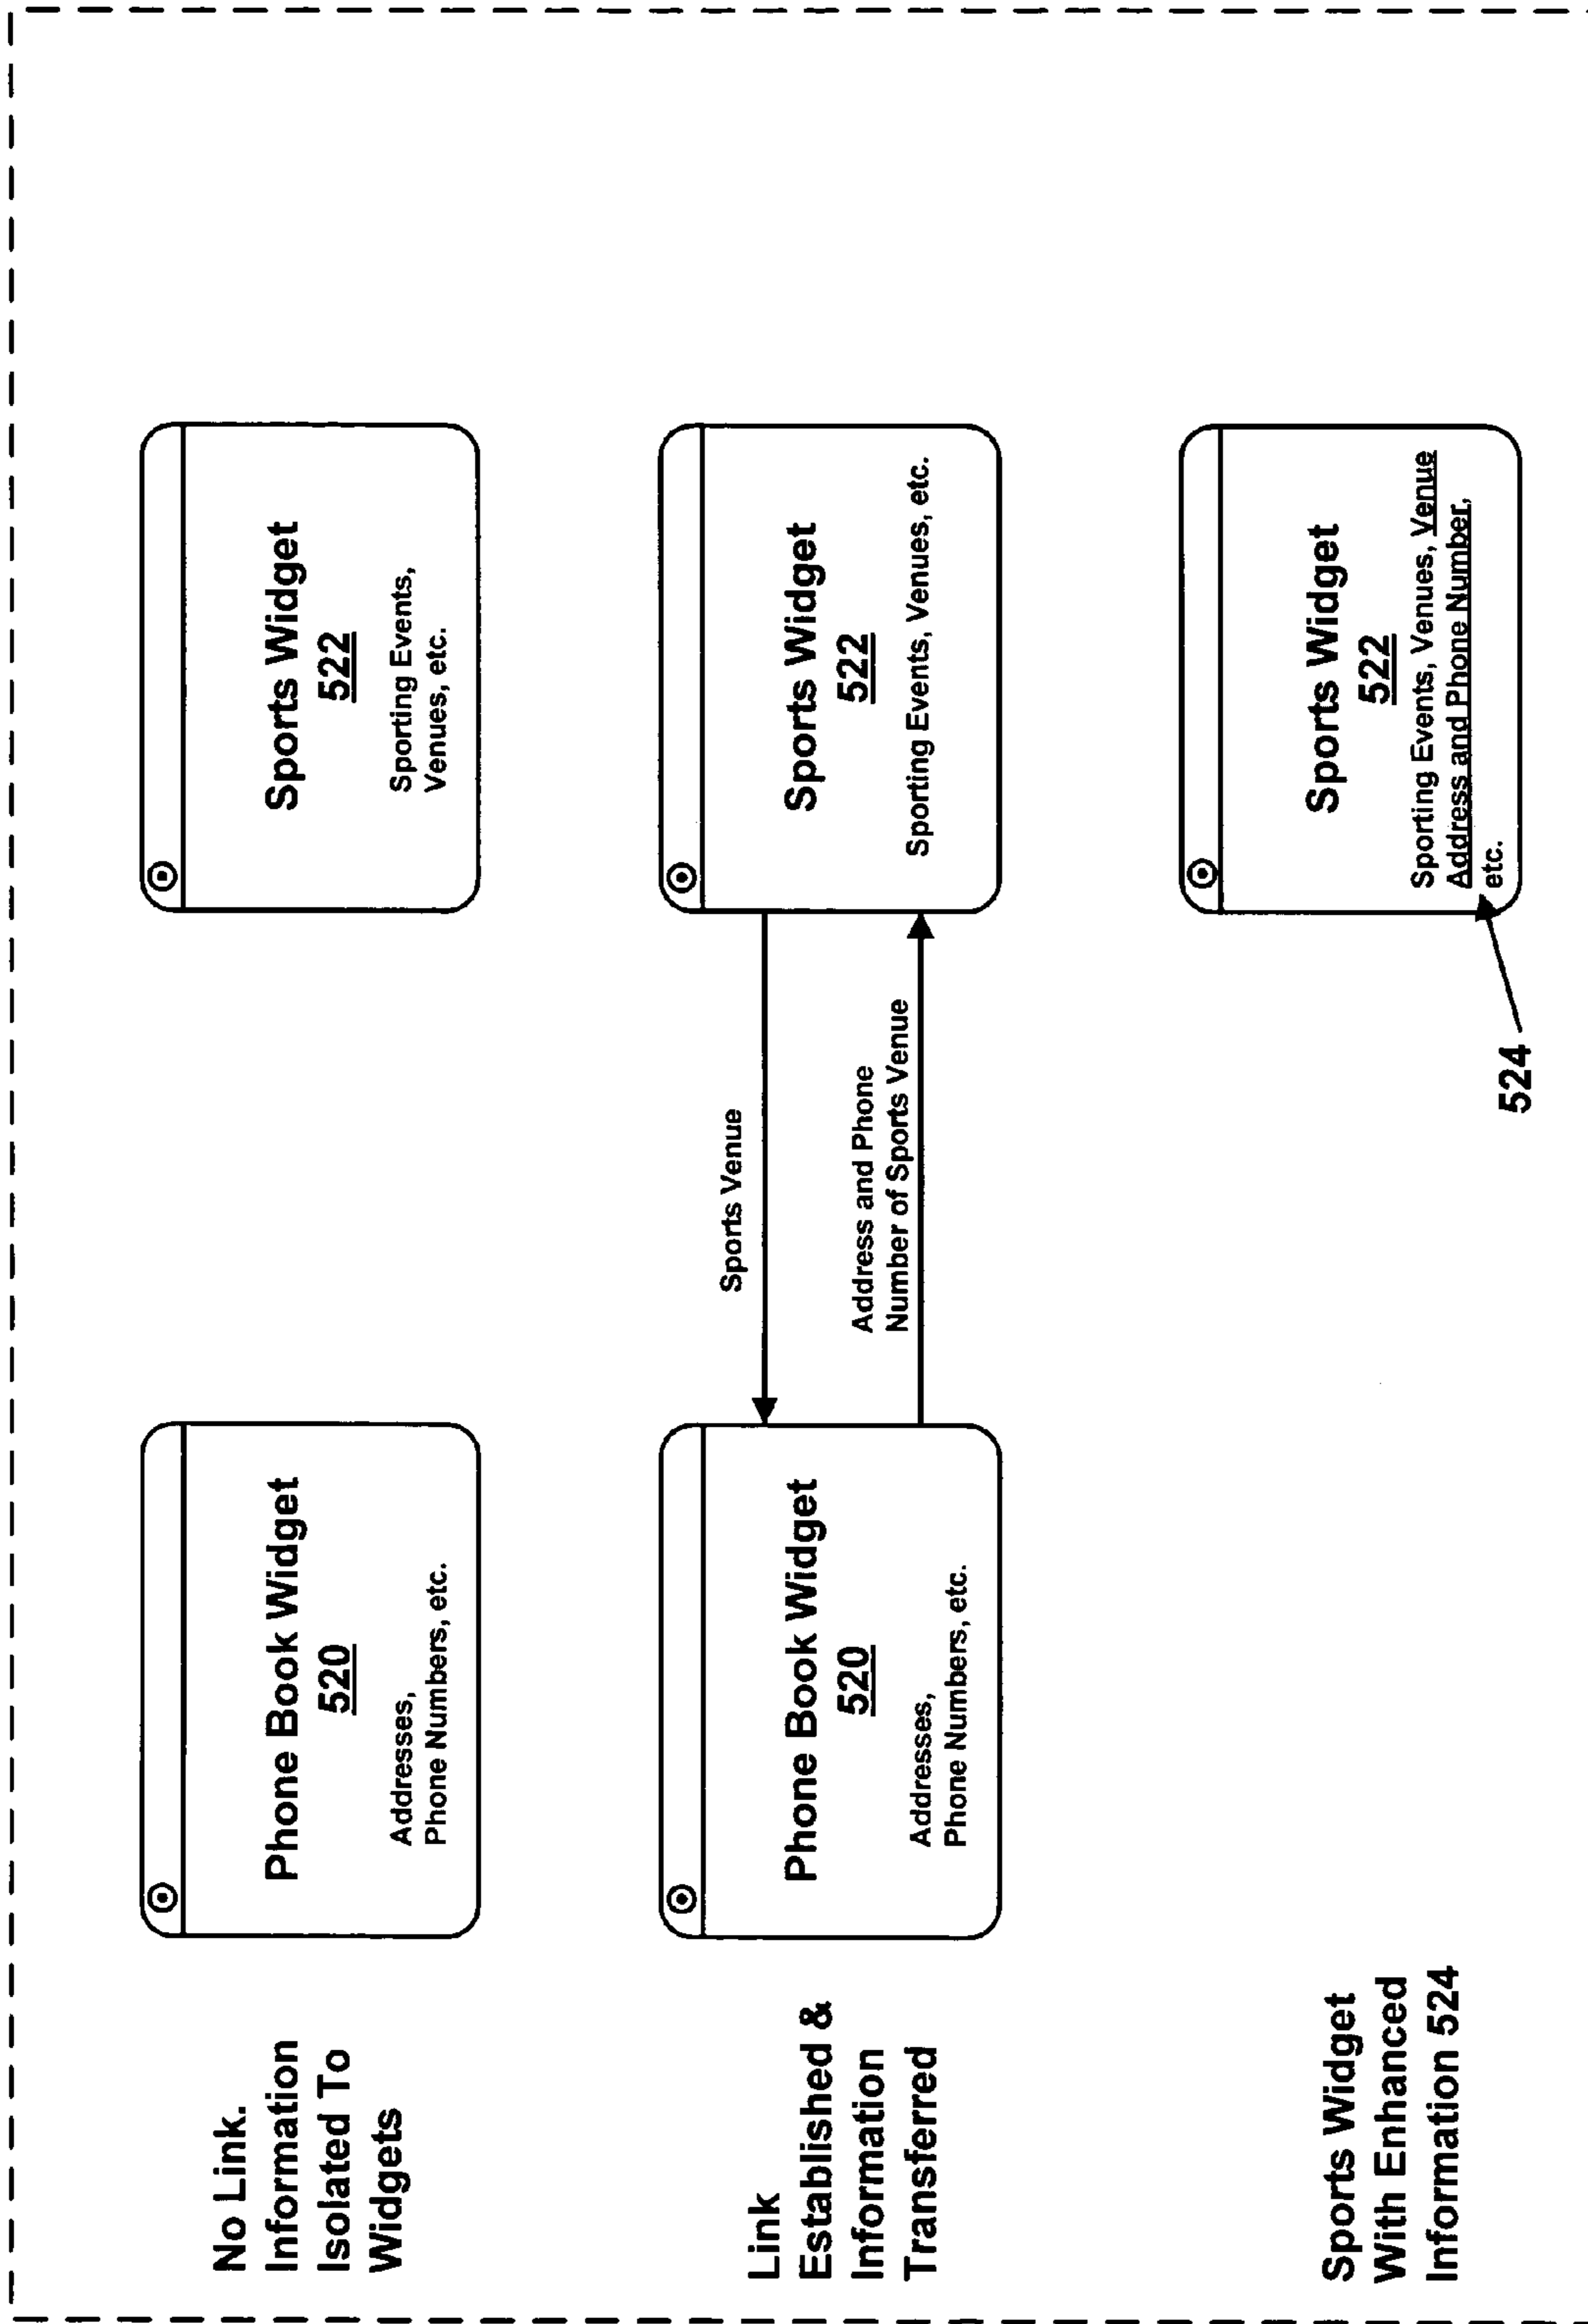 No Link.
Information
Isolated To
Widgets
Phone Book Widget
520
Addresses,
Phone Numbers, etc.
Sports Widget
522
Sporting Events,
Venues, etc.
Link
Established &
Information
Transferred
Phone Book Widget
520
Addresses,
Phone Numbers, etc.
Sports Venue
Address and Phone
Number of Sports Venue
Sports Widget
522
Sporting Events, Venues, etc.
Sports Widget
With Enhanced
Information 524
524
Sports Widget
522
Sporting Events, Venues, Venue
Address and Phone Number,
etc.